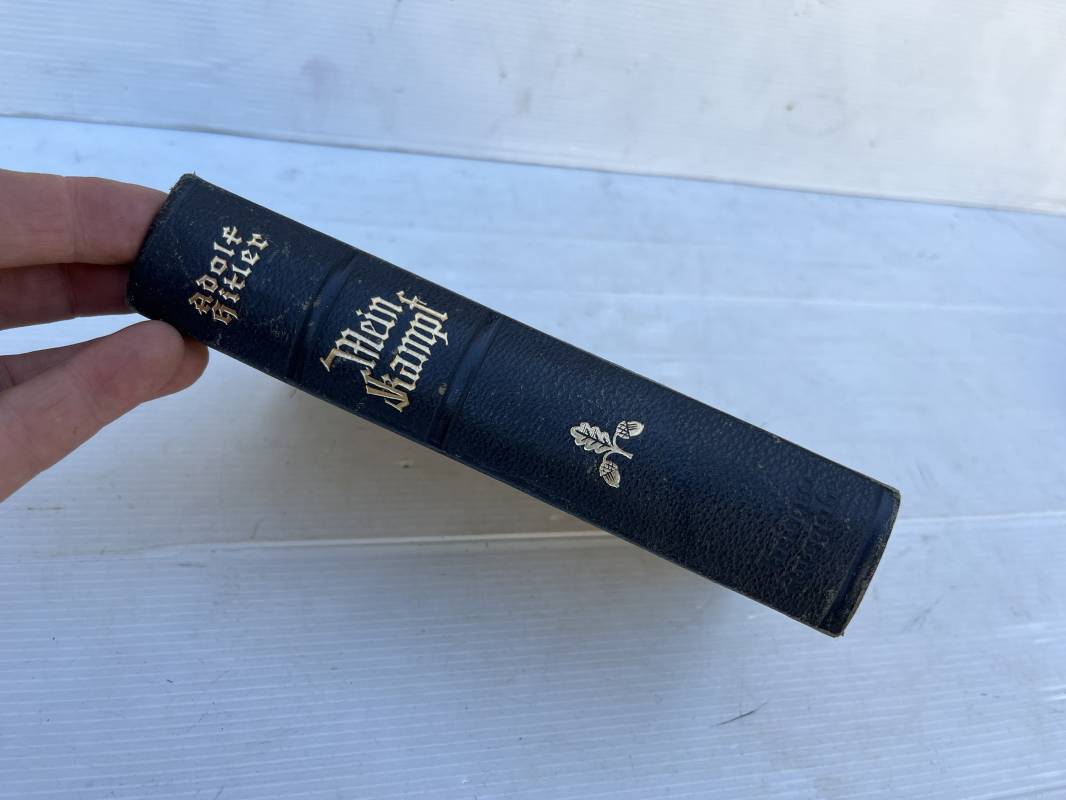 Adolf
Hitler
Mein
Kampf